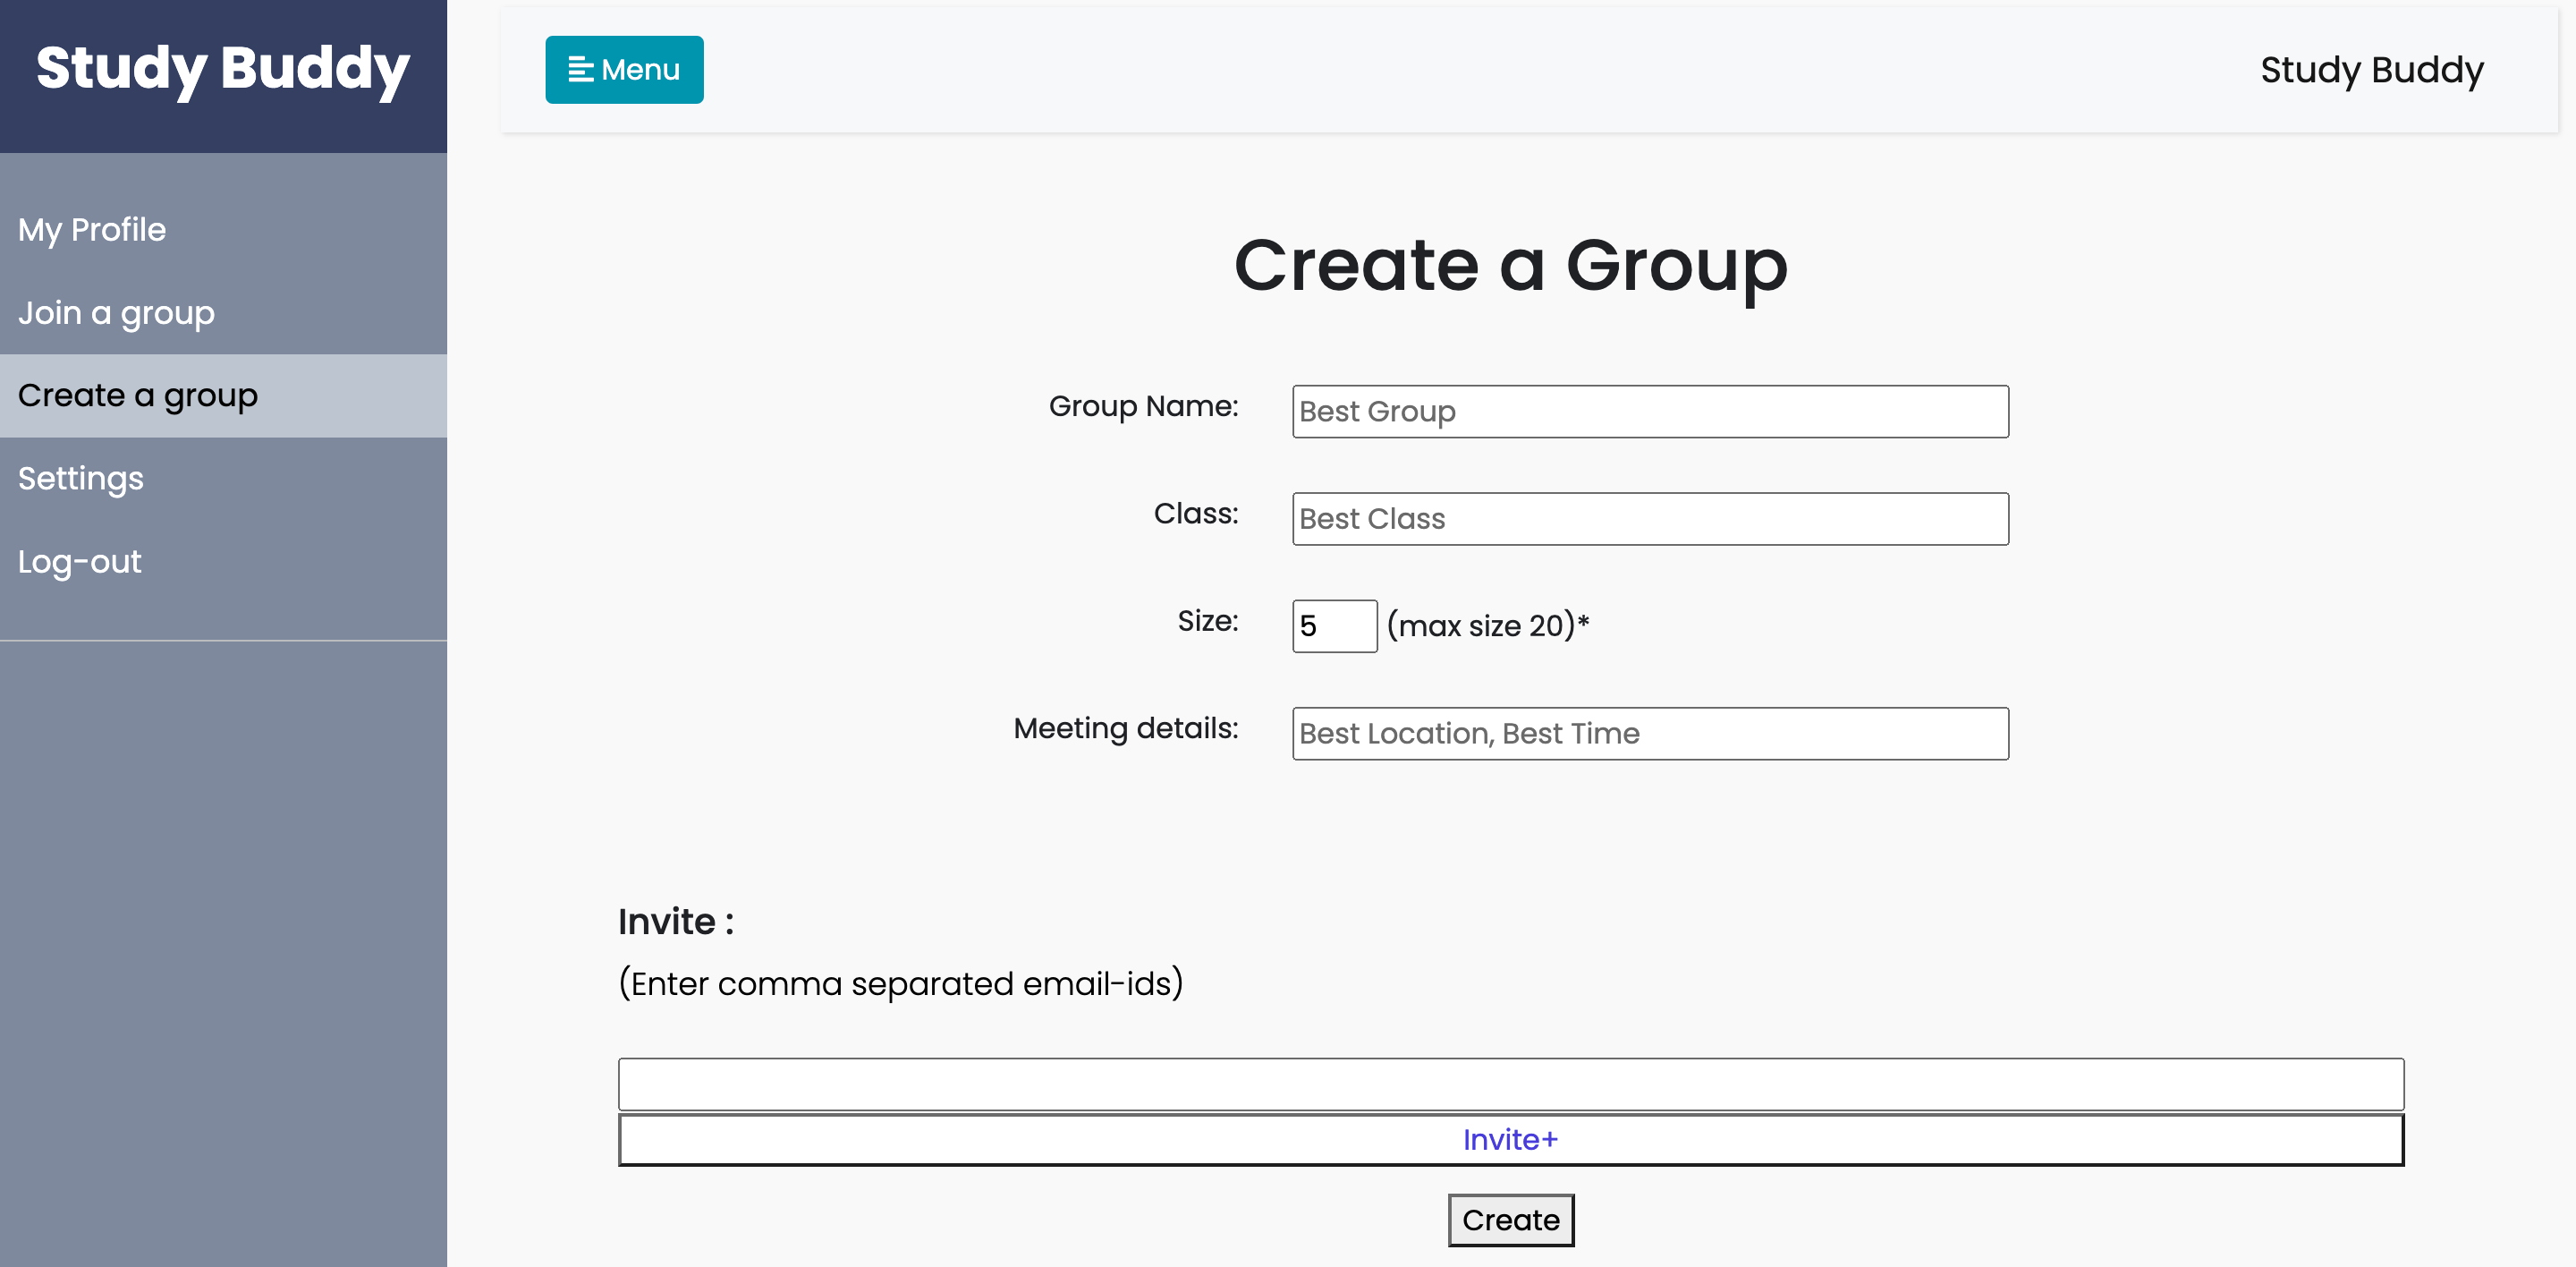 Study Buddy
My Profile
Join a group
Create a group
Settings
Log-out
Menu
Study Buddy
Create a Group
Group Name: Best Group
Class: Best Class
Size: 5 (max size 20)*
Meeting details: Best Location, Best Time
Invite :
(Enter comma separated email-ids)
Invite+
Create